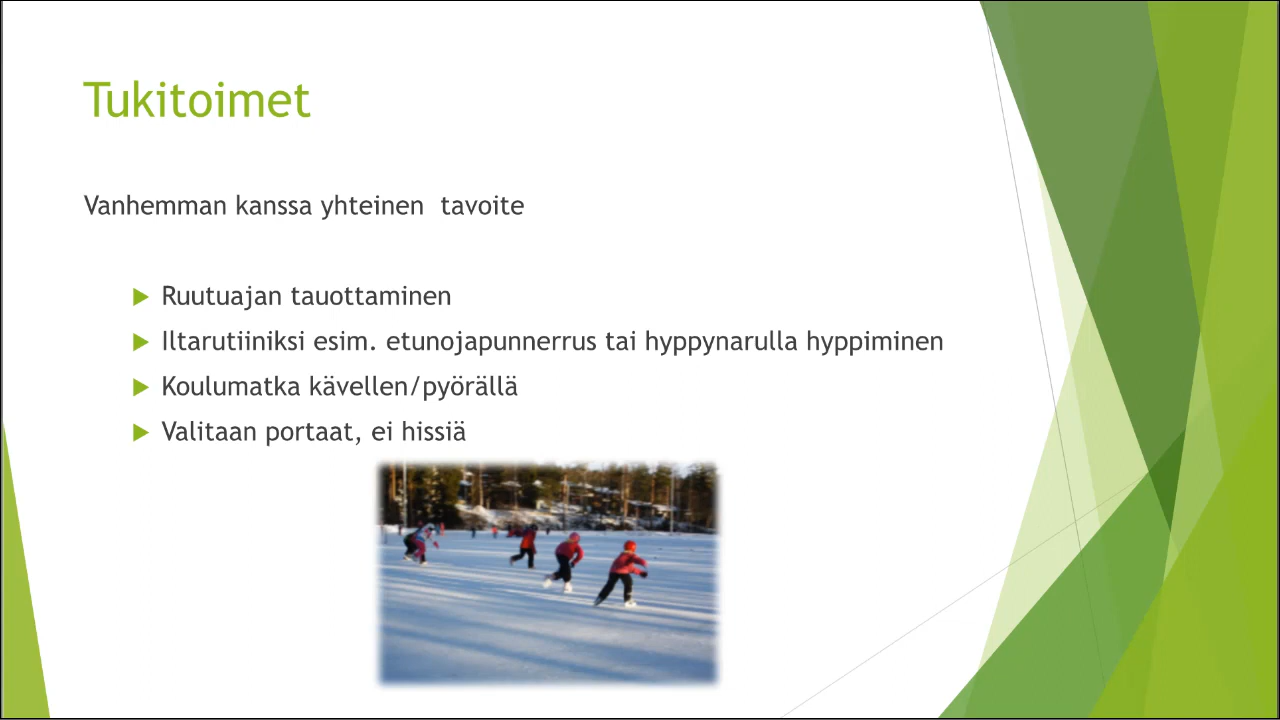 Tukitoimet
Vanhemman kanssa yhteinen  tavoite
Ruutuajan tauottaminen
Iltarutiiniksi esim. etunojapunnerrus tai hyppynarulla hyppiminen
Koulumatka kävellen/pyörällä
Valitaan portaat, ei hissiä